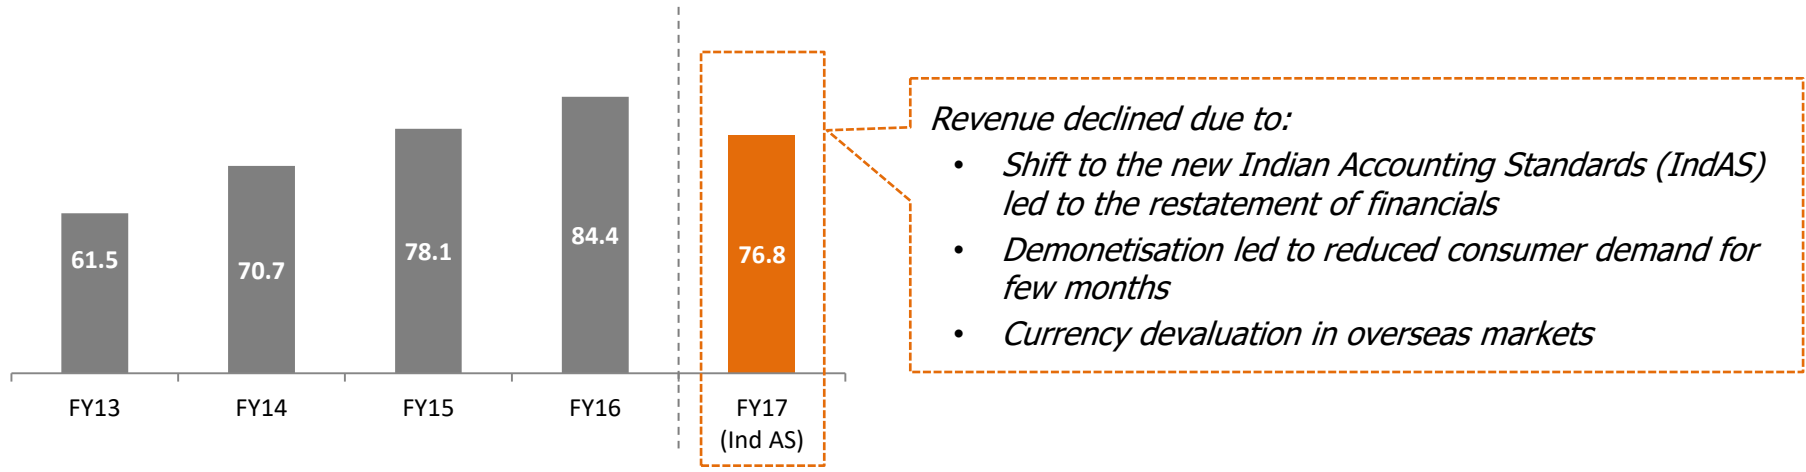 61.5
70.7
78.1
84.4
76.8
FY13
FY14
FY15
FY16
FY17
(Ind AS)
Revenue declined due to:
• Shift to the new Indian Accounting Standards (IndAS)
led to the restatement of financials
• Demonetisation led to reduced consumer demand for
few months
• Currency devaluation in overseas markets